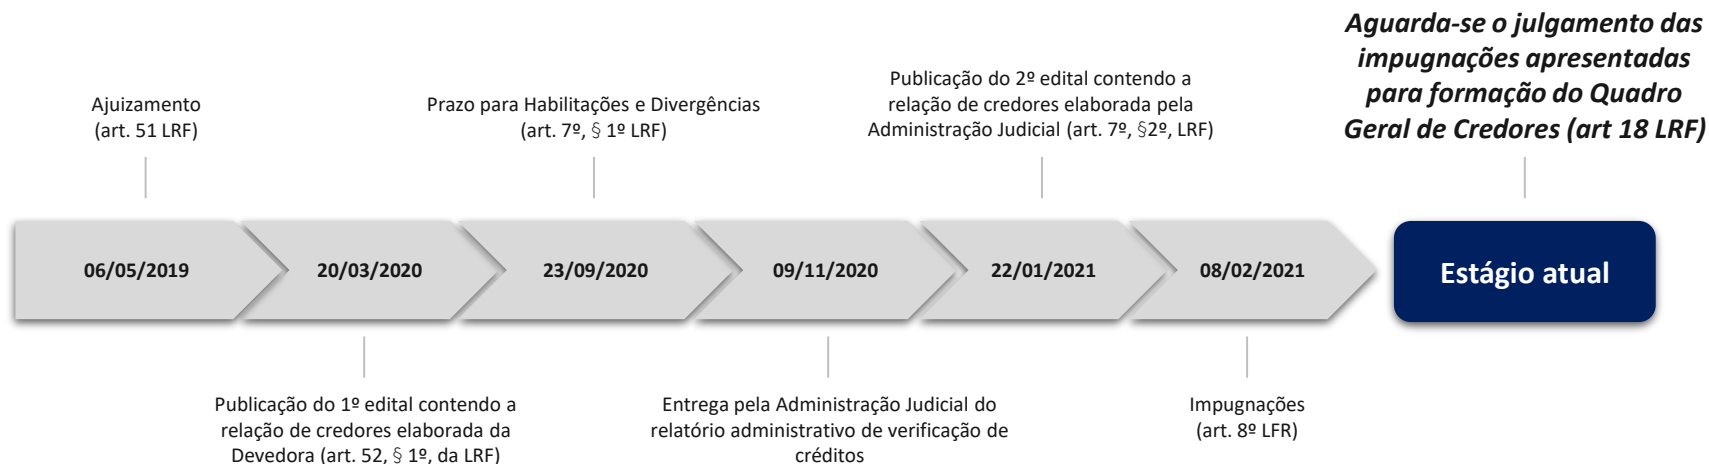 Ajuizamento
(art. 51 LRF)
Prazo para Habilitações e Divergências
(art. 7º, § 1º LRF)
Publicação do 2º edital contendo a
relação de credores elaborada pela
Administração Judicial (art. 7º, §2º, LRF)
Aguarda-se o julgamento das
impugnações apresentadas
para formação do Quadro
Geral de Credores (art 18 LRF)
06/05/2019
20/03/2020
23/09/2020
09/11/2020
22/01/2021
08/02/2021
Estágio atual
Publicação do 1º edital contendo a
relação de credores elaborada da
Devedora (art. 52, § 1º, da LRF)
Entrega pela Administração Judicial do
relatório administrativo de verificação de
créditos
Impugnações
(art. 8º LFR)